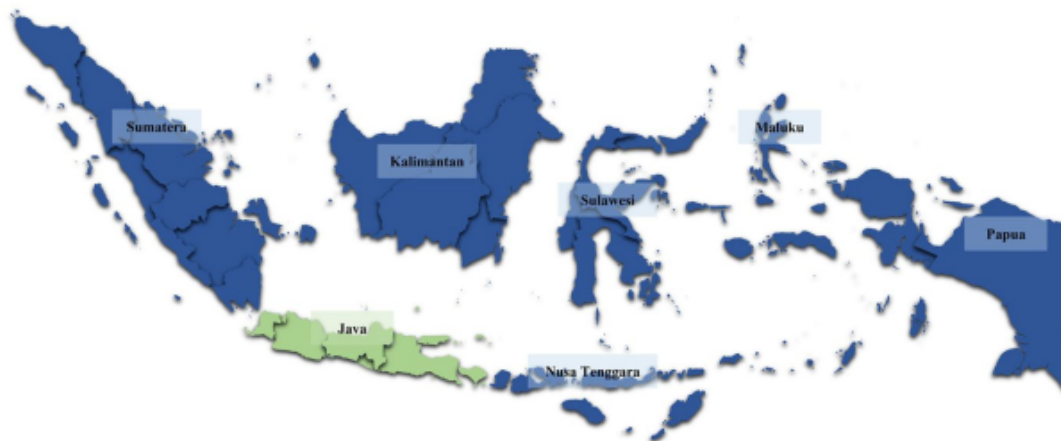 Sumatera
Maluku
Kalimantan
Sulawesi
Papua
Java
Nusa Tenggara